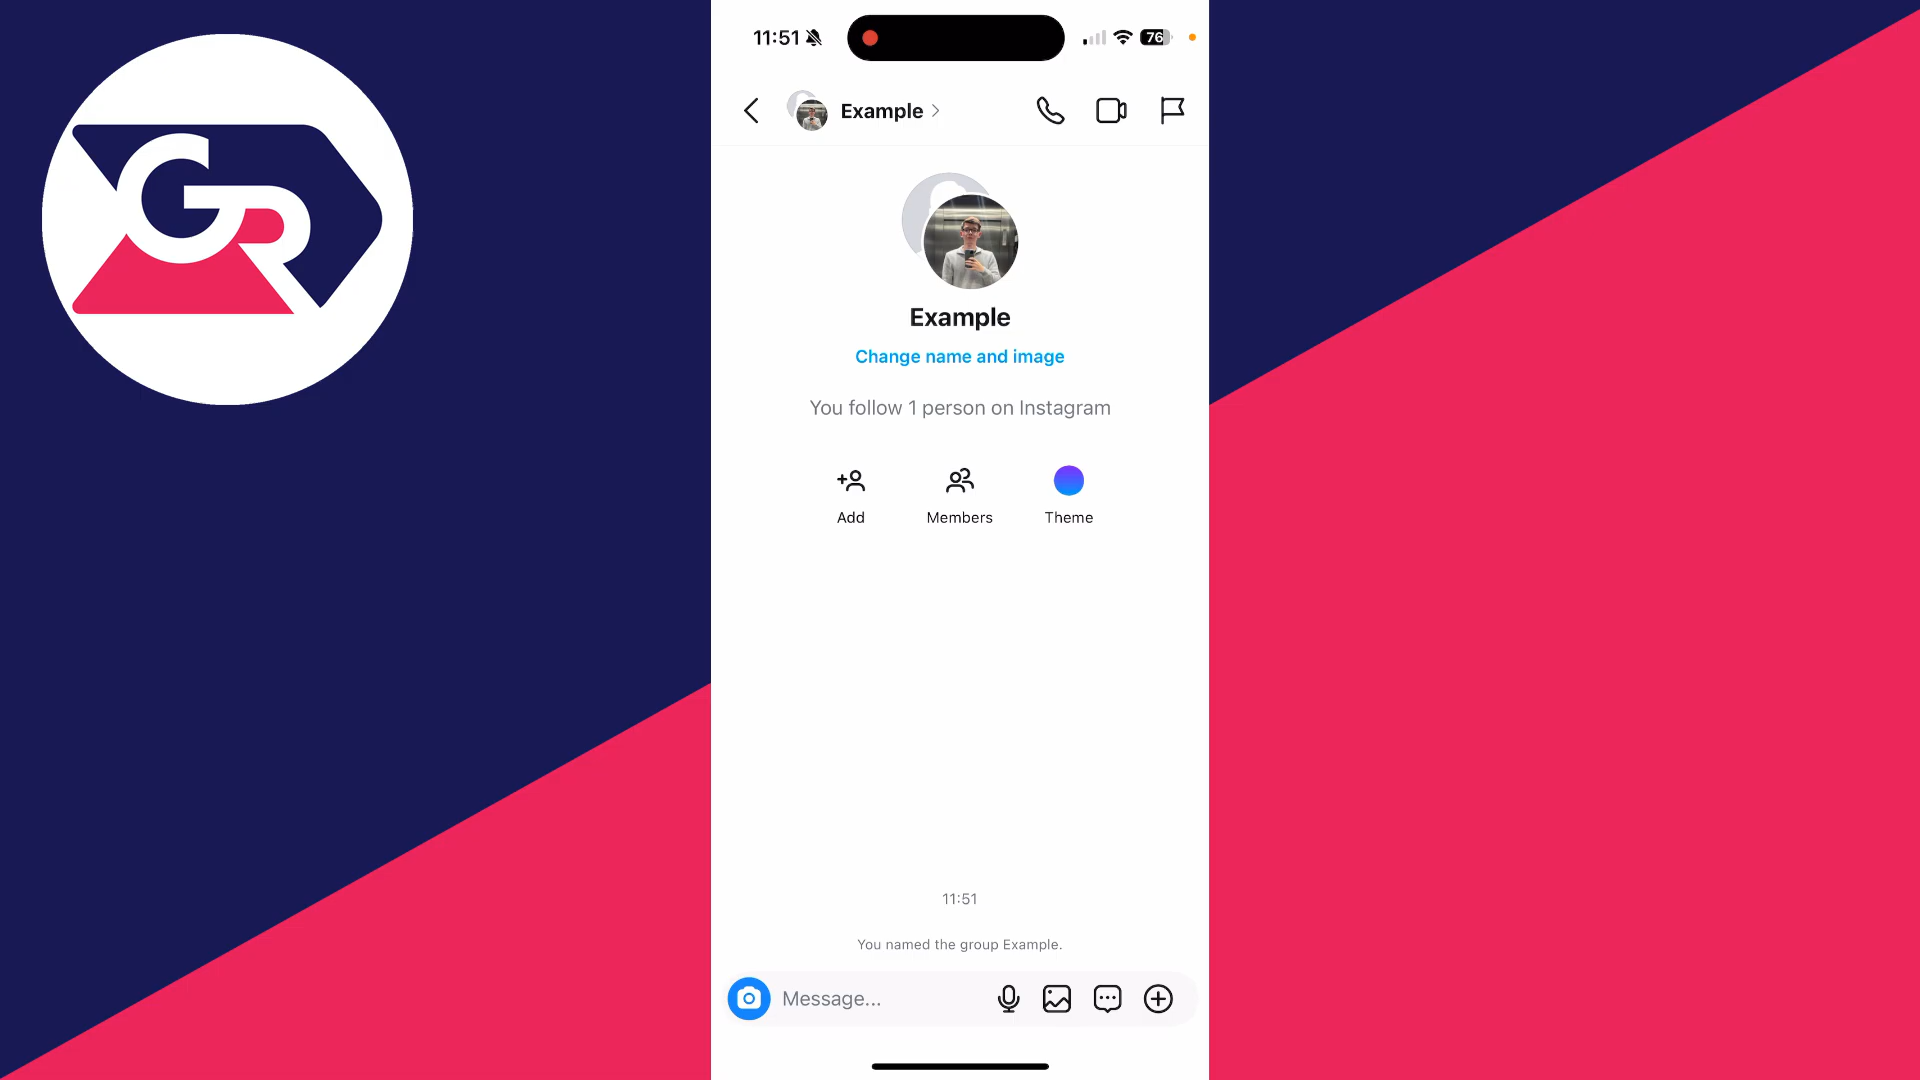 GR
11:51
76
Example
Example
Change name and image
You follow 1 person on Instagram
Add
Members
Theme
11:51
You named the group Example.
Message...